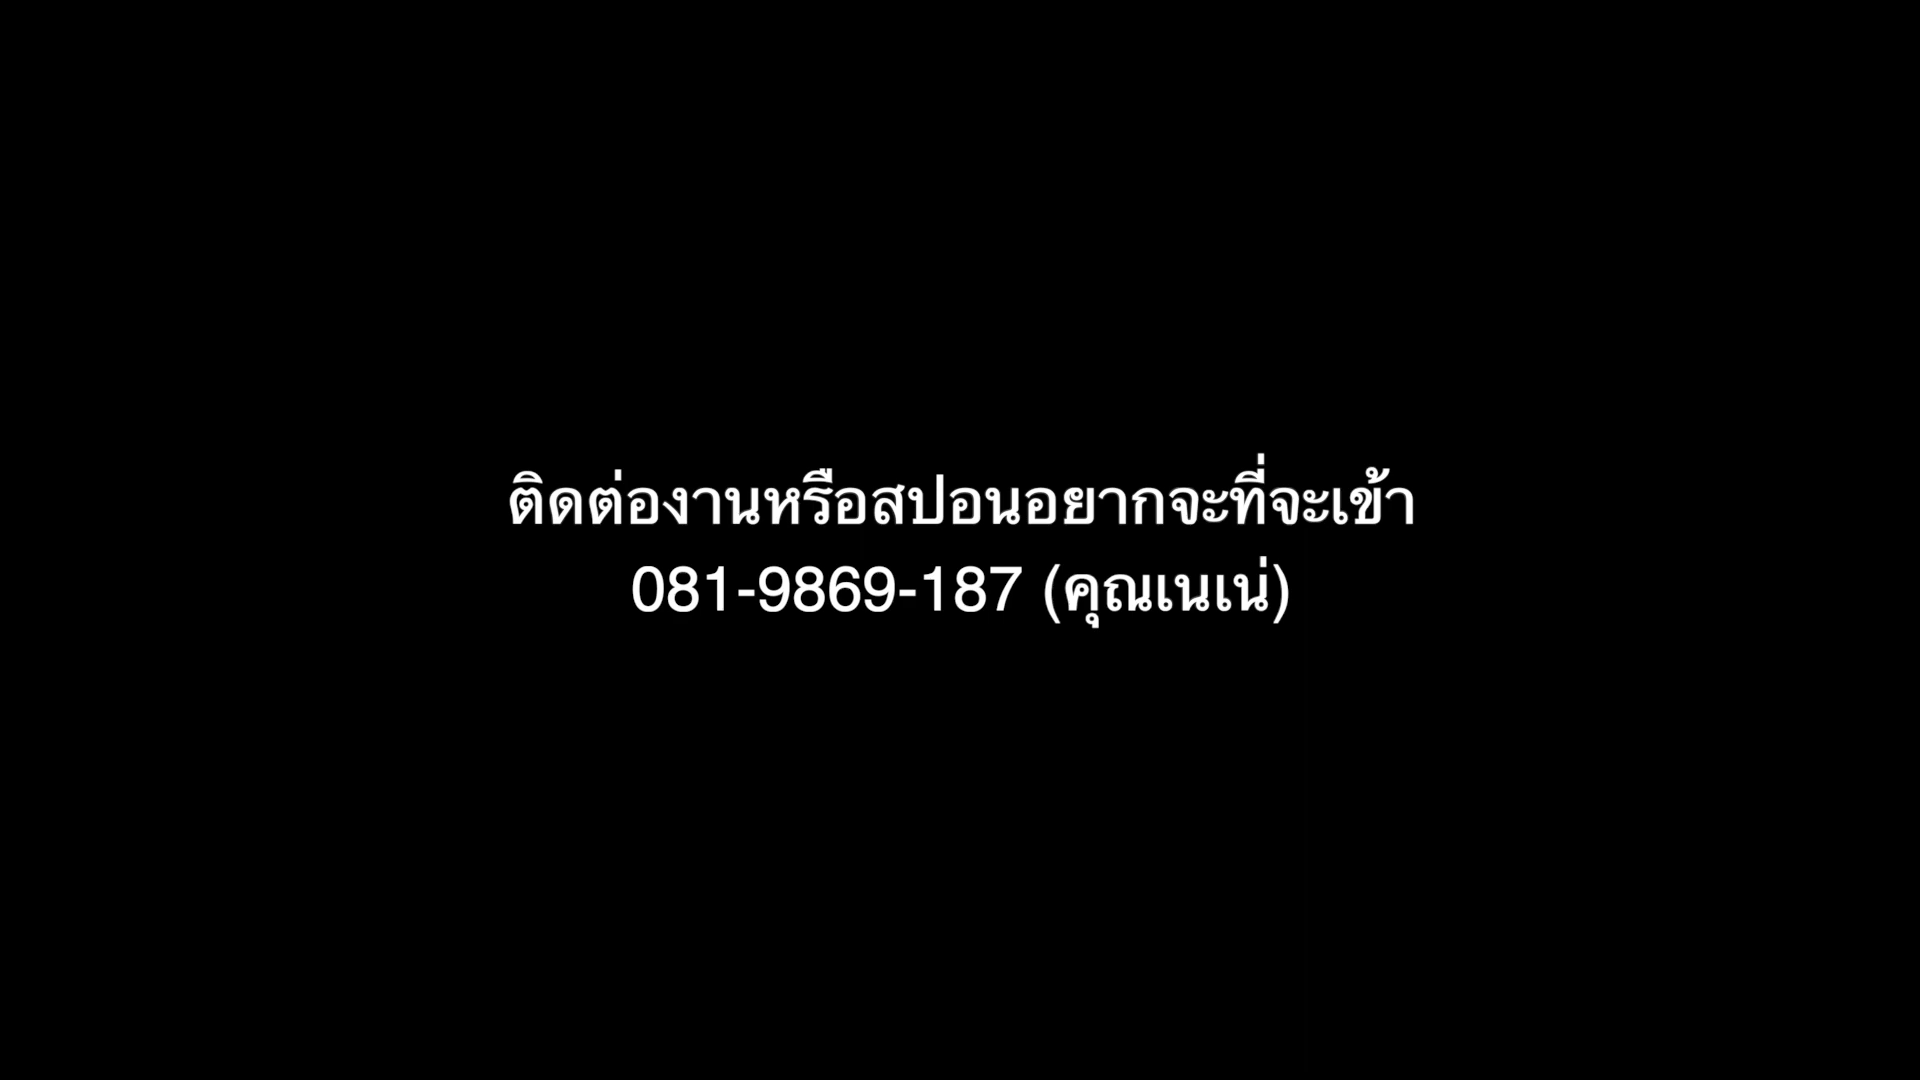 ติดต่องานหรือสปอนอยากจะที่จะเข้า
081-9869-187 (คุณเนเน่)